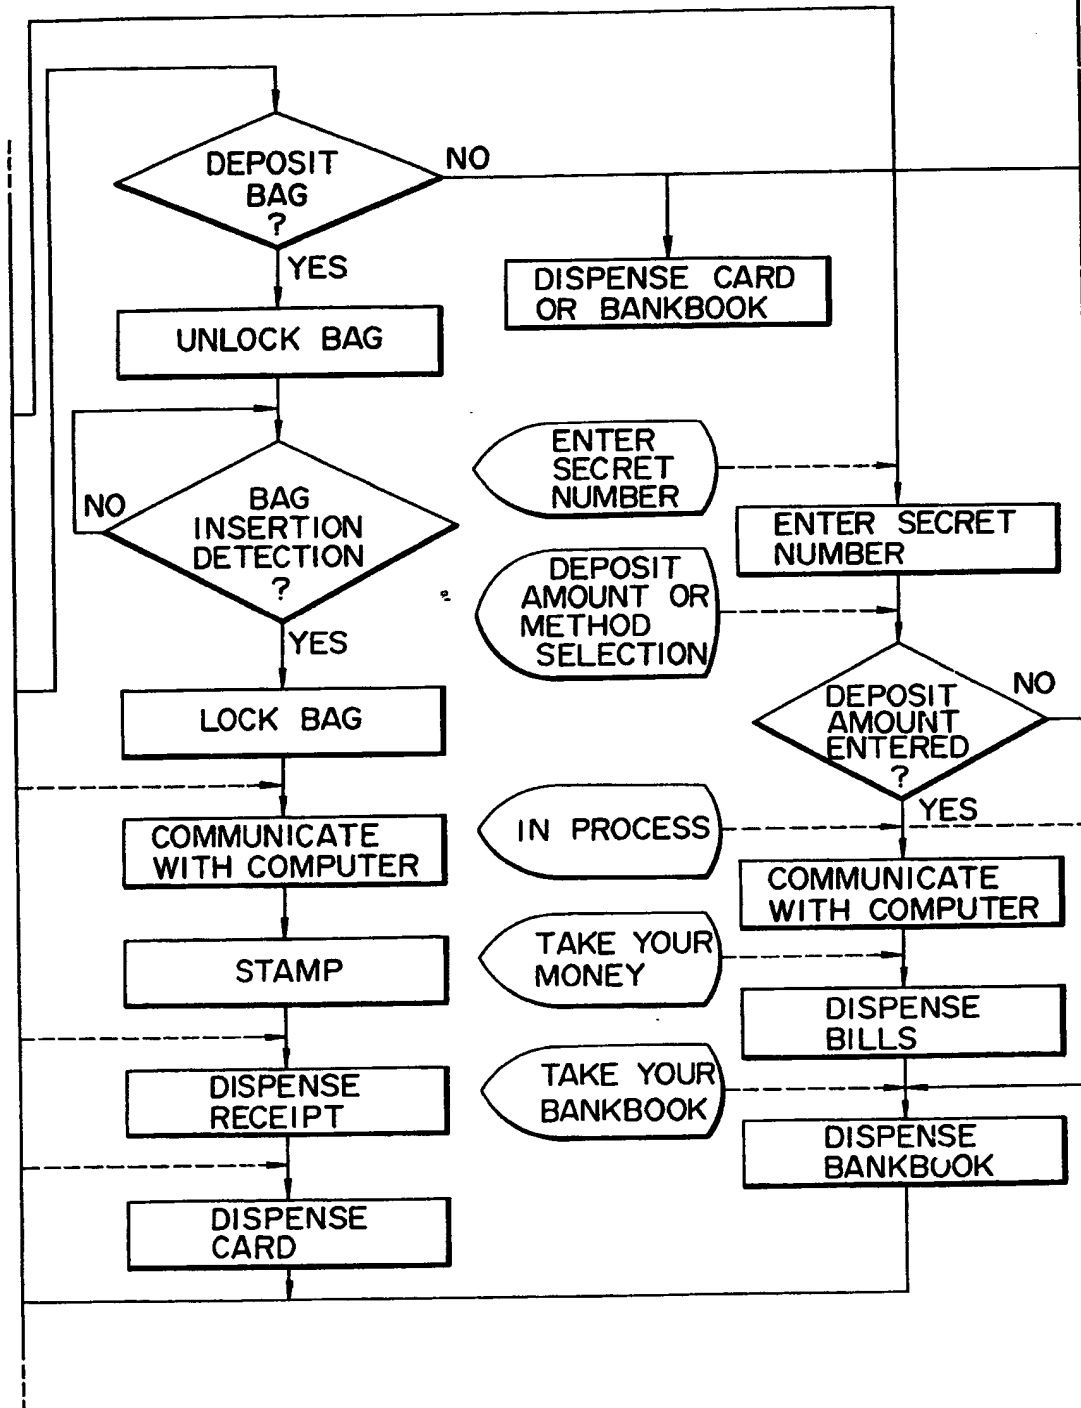 DEPOSIT
BAG
?
NO
YES
DISPENSE CARD
OR BANKBOOK
UNLOCK BAG
NO
BAG
INSERTION
DETECTION
?
YES
LOCK BAG
COMMUNICATE
WITH COMPUTER
STAMP
DISPENSE
RECEIPT
DISPENSE
CARD
ENTER
SECRET
NUMBER
ENTER SECRET
NUMBER
DEPOSIT
AMOUNT OR
METHOD
SELECTION
DEPOSIT
AMOUNT
ENTERED
?
NO
YES
IN PROCESS
COMMUNICATE
WITH COMPUTER
TAKE YOUR
MONEY
DISPENSE
BILLS
TAKE YOUR
BANKBOOK
DISPENSE
BANKBOOK